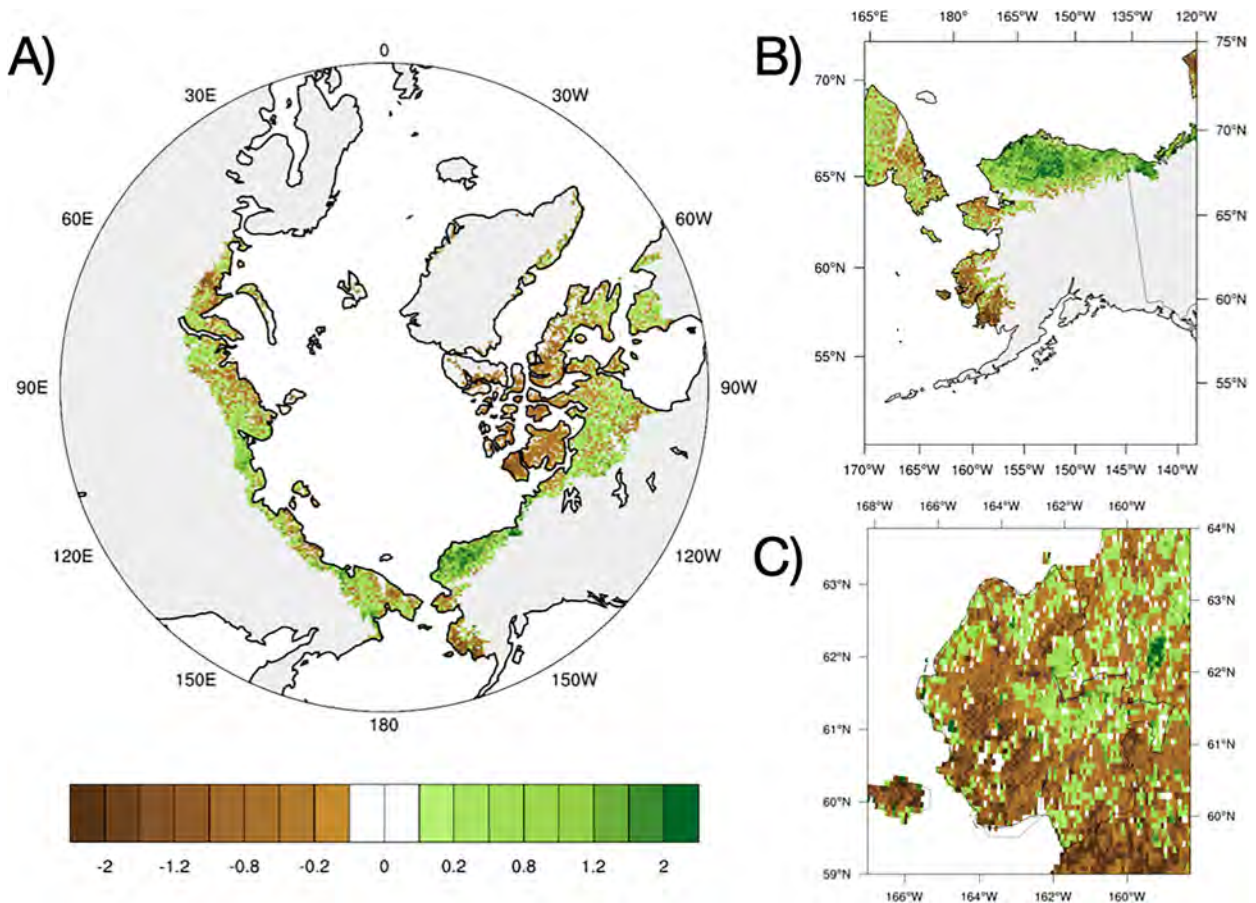 A)
0
30E
30W
60E
60W
90E
90W
120E
120W
150E
150W
180
-2 -1.2 -0.8 -0.2 0 0.2 0.8 1.2 2
B)
165°E 180° 165°W 150°W 135°W 120°W
75°N
70°N
70°N
65°N
65°N
60°N
60°N
55°N
55°N
170°W 165°W 160°W 155°W 150°W 145°W 140°W
C)
168°W 166°W 164°W 162°W 160°W
64°N
63°N
63°N
62°N
62°N
61°N
61°N
60°N
60°N
59°N
166°W 164°W 162°W 160°W